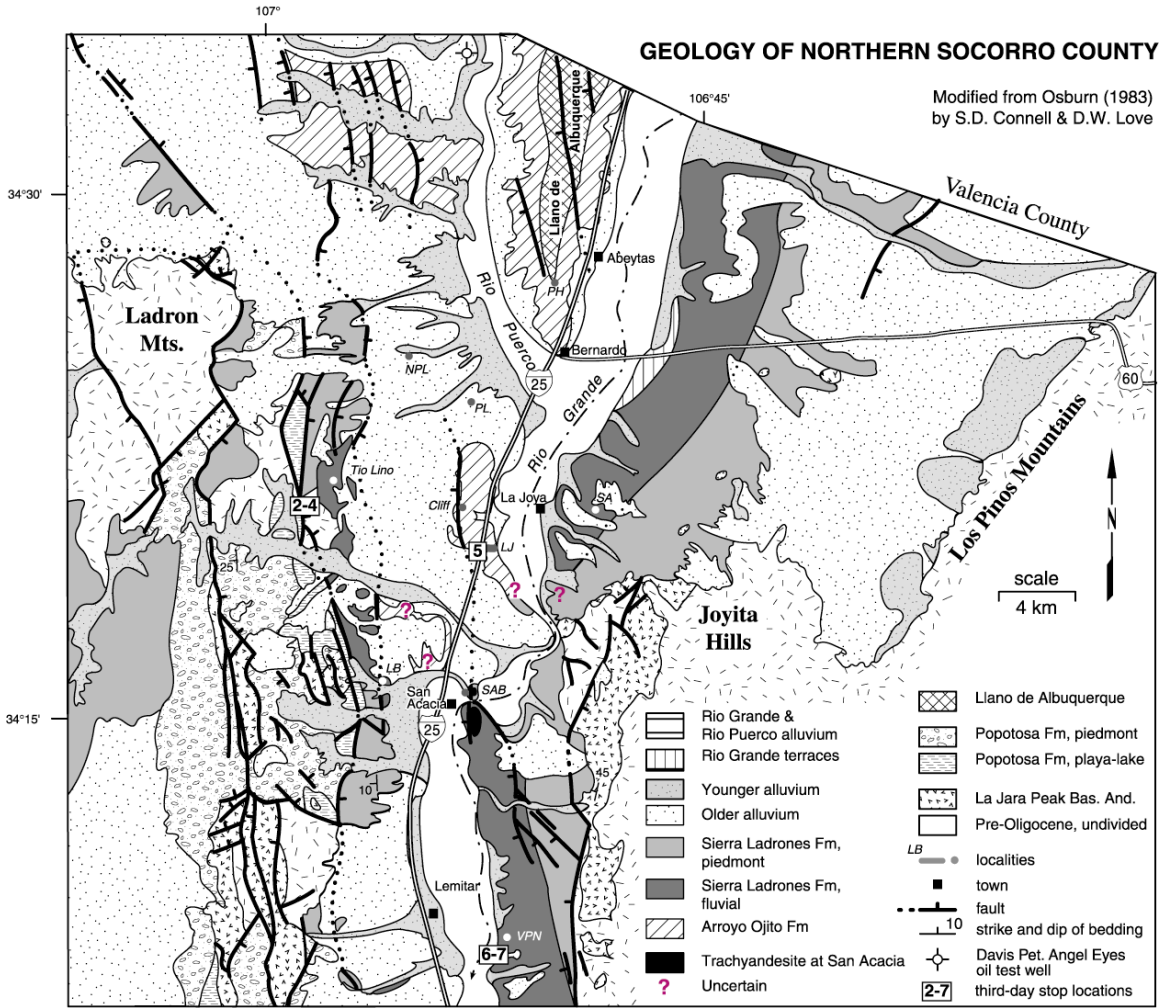 107°
GEOLOGY OF NORTHERN SOCORRO COUNTY
Modified from Osburn (1983)
by S.D. Connell & D.W. Love
106°45'
34°30'
Valencia County
Llano de
Albuquerque
Abeyas
PH
Rio
Puerco
Ladron
Mts.
NPL
Bernardo
25
60
PL
Rio
Grande
Los Pinos Mountains
Tio Lino
2-4
Cliff
La Joya
SA
N
5
LJ
25
?
?
?
?
Joyita
Hills
scale
4 km
LB
San
Acacia
SAB
34°15'
25
45
10
Lemitar
VPN
6-7
Rio Grande &
Rio Puerco alluvium
Rio Grande terraces
Younger alluvium
Older alluvium
Sierra Ladrones Fm,
piedmont
Sierra Ladrones Fm,
fluvial
Arroyo Ojito Fm
Trachyandesite at San Acacia
?
Uncertain
Llano de Albuquerque
Popotosa Fm, piedmont
Popotosa Fm, playa-lake
La Jara Peak Bas. And.
Pre-Oligocene, undivided
LB
localities
town
fault
10
strike and dip of bedding
Davis Pet. Angel Eyes
oil test well
2-7
third-day stop locations